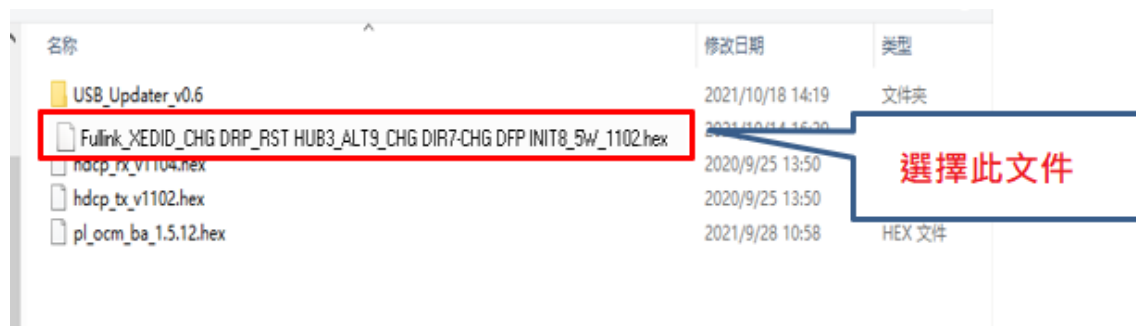 名称 修改日期 类型
USB_Updater_v0.6 2021/10/18 14:19 文件夹
Fullink_XEDID_CHG DRP_RST HUB3_ALT9_CHG DIR7-CHG DFP INIT8_5W_1102.hex
hdcp_rx_v1104.hex 2020/9/25 13:50
hdcp_tx_v1102.hex 2020/9/25 13:50
pl_ocm_ba_1.5.12.hex 2021/9/28 10:58 HEX 文件
選擇此文件